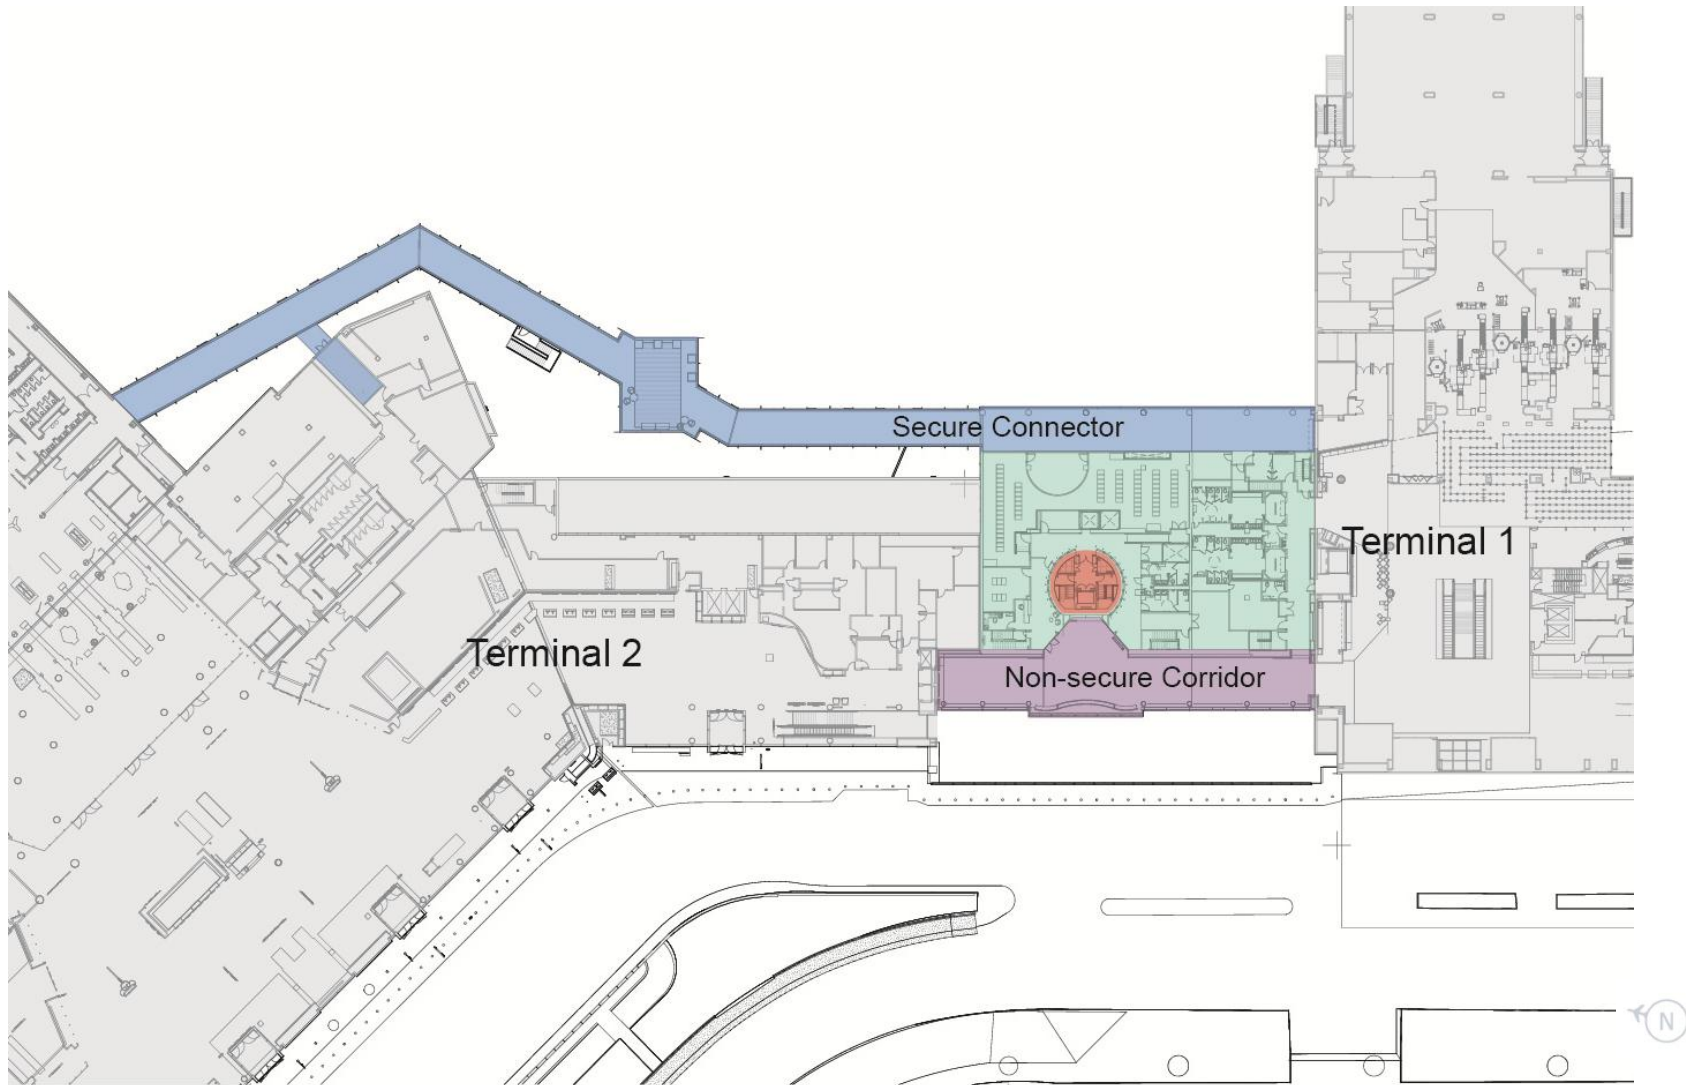 Secure Connector
Terminal 1
Terminal 2
Non-secure Corridor
N